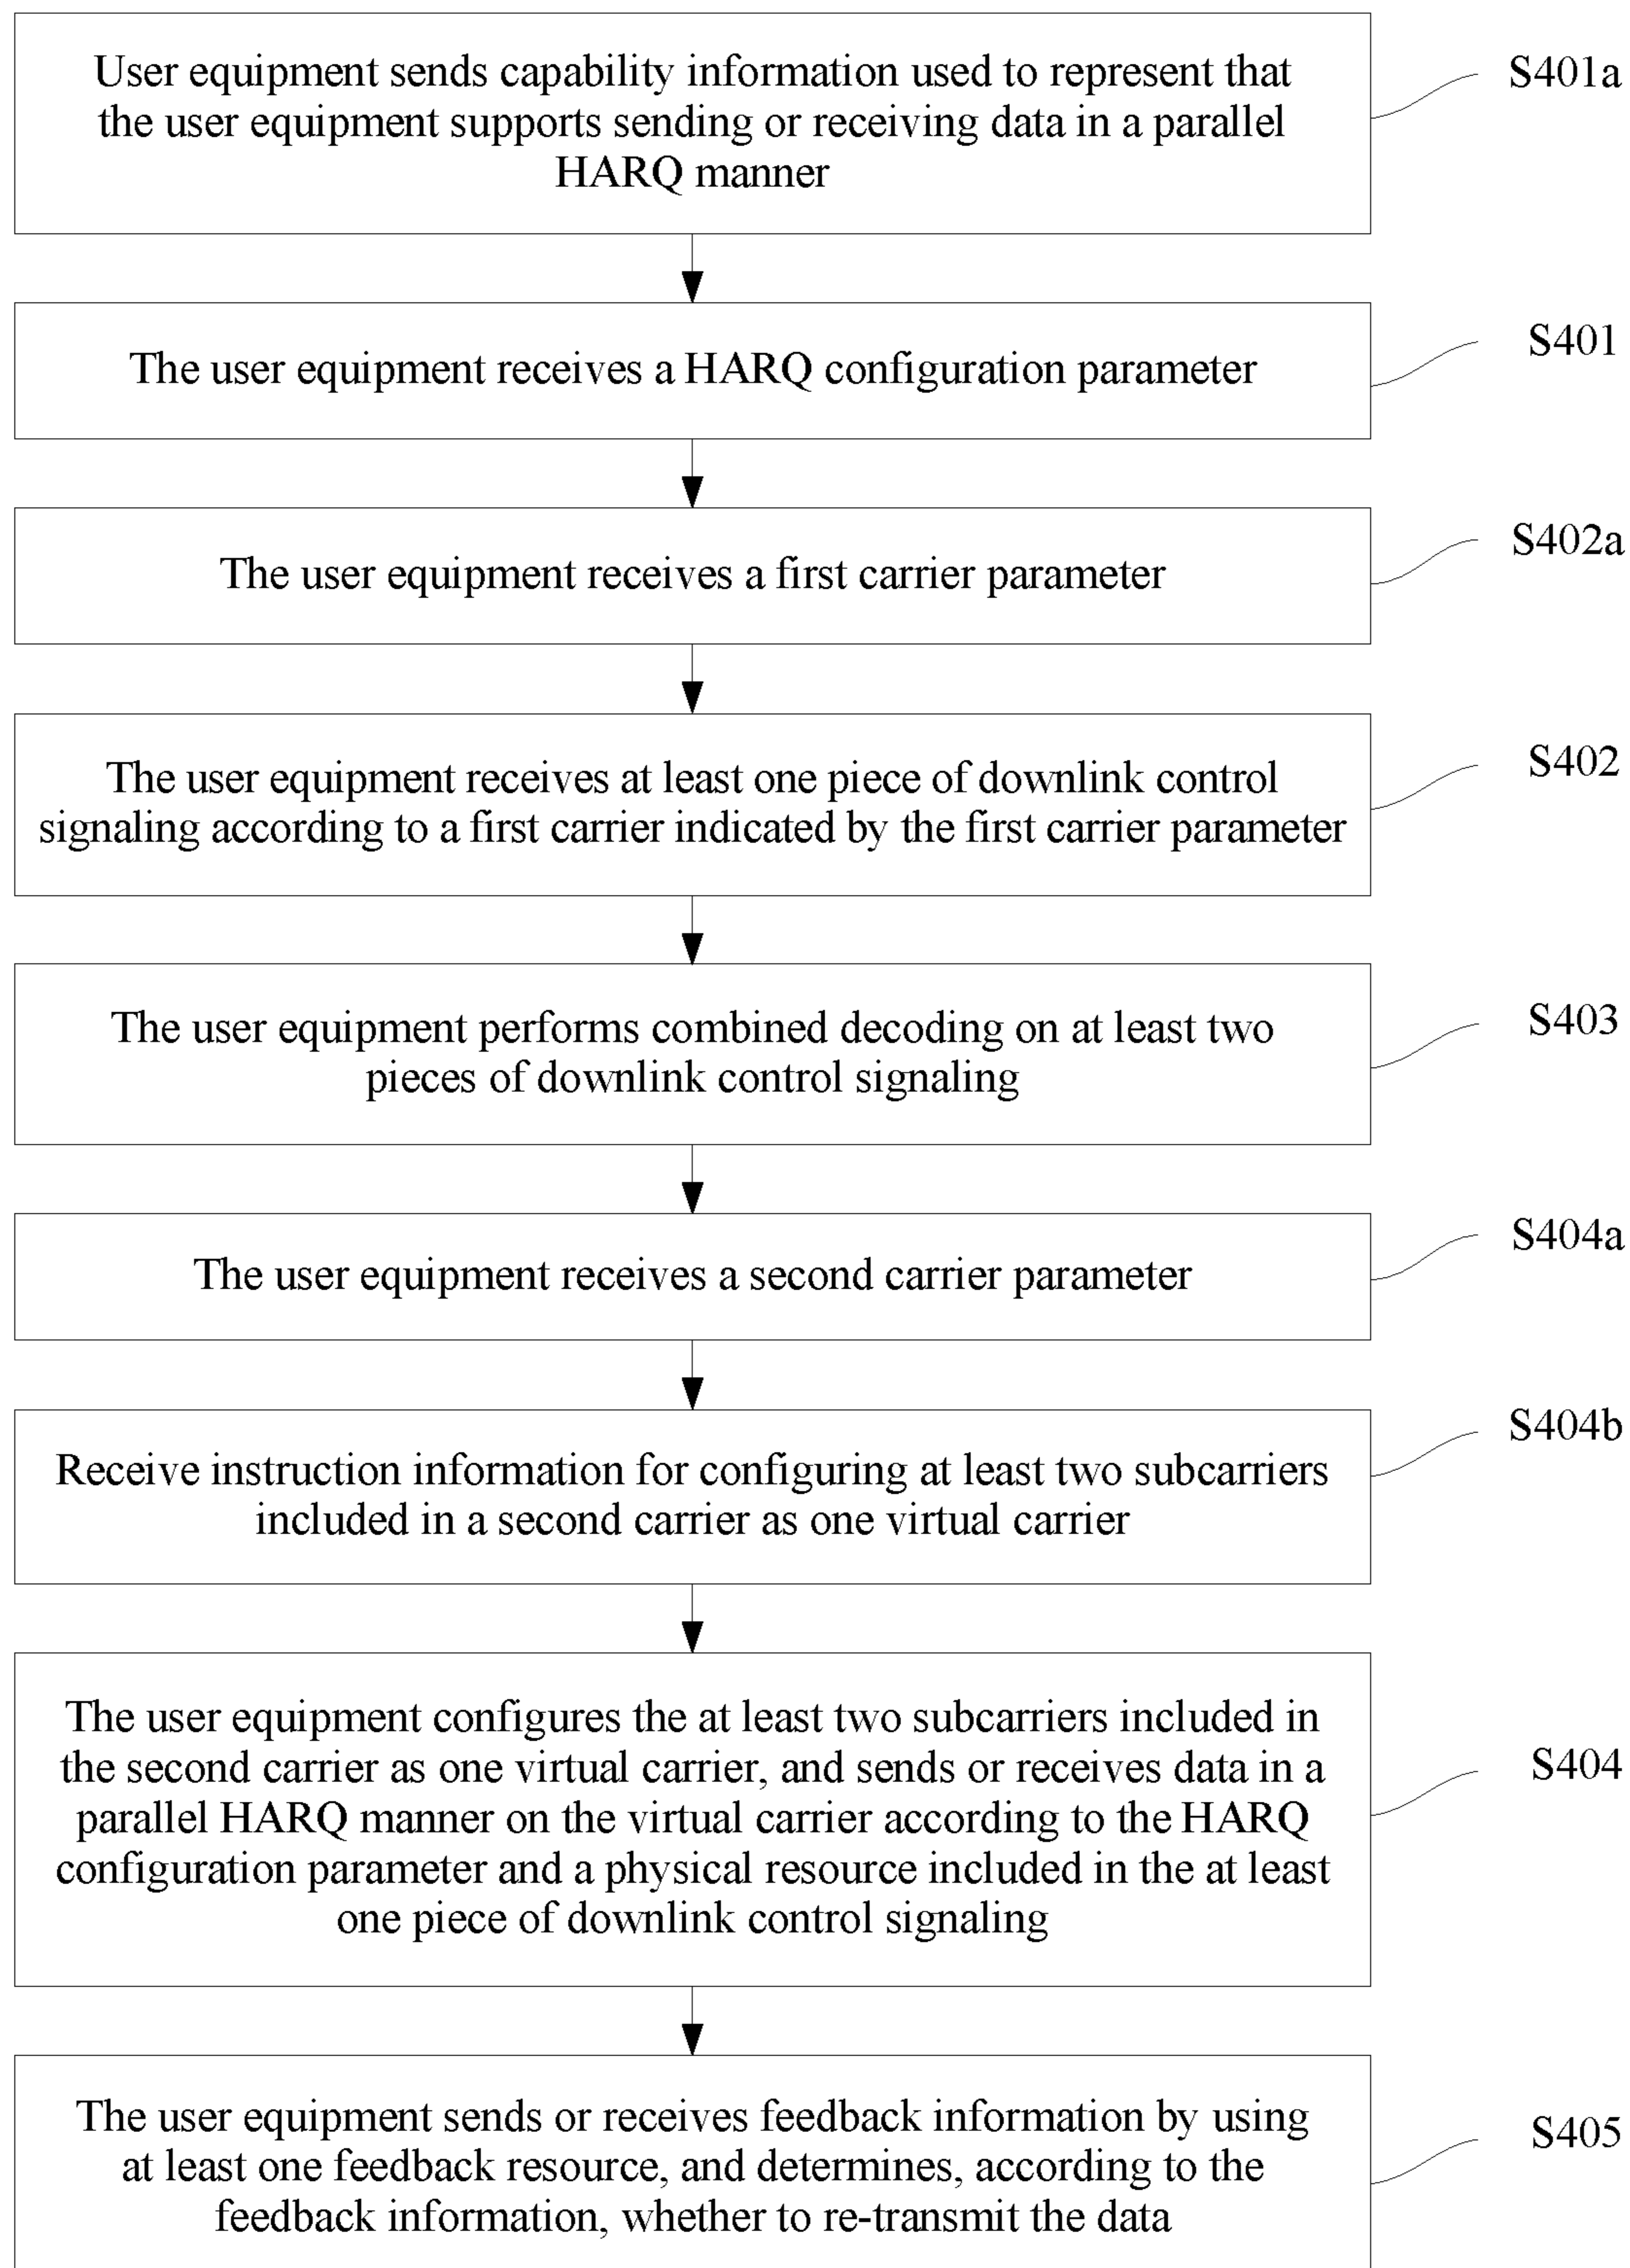 User equipment sends capability information used to represent that
the user equipment supports sending or receiving data in a parallel
HARQ manner
S401a
The user equipment receives a HARQ configuration parameter
S401
The user equipment receives a first carrier parameter
S402a
The user equipment receives at least one piece of downlink control
signaling according to a first carrier indicated by the first carrier parameter
S402
The user equipment performs combined decoding on at least two
pieces of downlink control signaling
S403
The user equipment receives a second carrier parameter
S404a
Receive instruction information for configuring at least two subcarriers
included in a second carrier as one virtual carrier
S404b
The user equipment configures the at least two subcarriers included in
the second carrier as one virtual carrier, and sends or receives data in a
parallel HARQ manner on the virtual carrier according to the HARQ
configuration parameter and a physical resource included in the at least
one piece of downlink control signaling
S404
The user equipment sends or receives feedback information by using
at least one feedback resource, and determines, according to the
feedback information, whether to re-transmit the data
S405